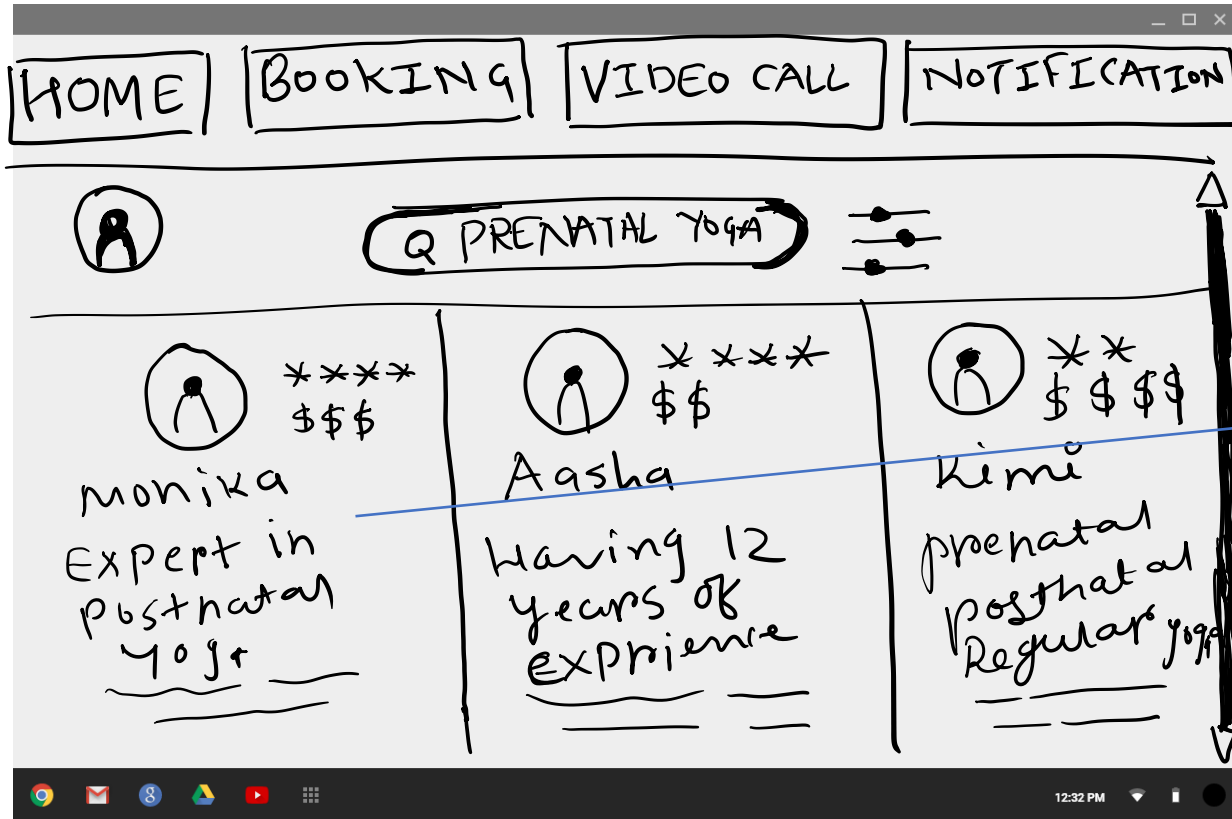 HOME
BOOKING
VIDEO CALL
NOTIFICATION
Q PRENATAL YOGA
****
$$$
****
$$
**
$$$$
Monika
Aasha
Kimi
Expert in
Postnatal
Yoga
Having 12
years of
Exprience
prenatal
posthatal
Regular yoga
12:32 PM